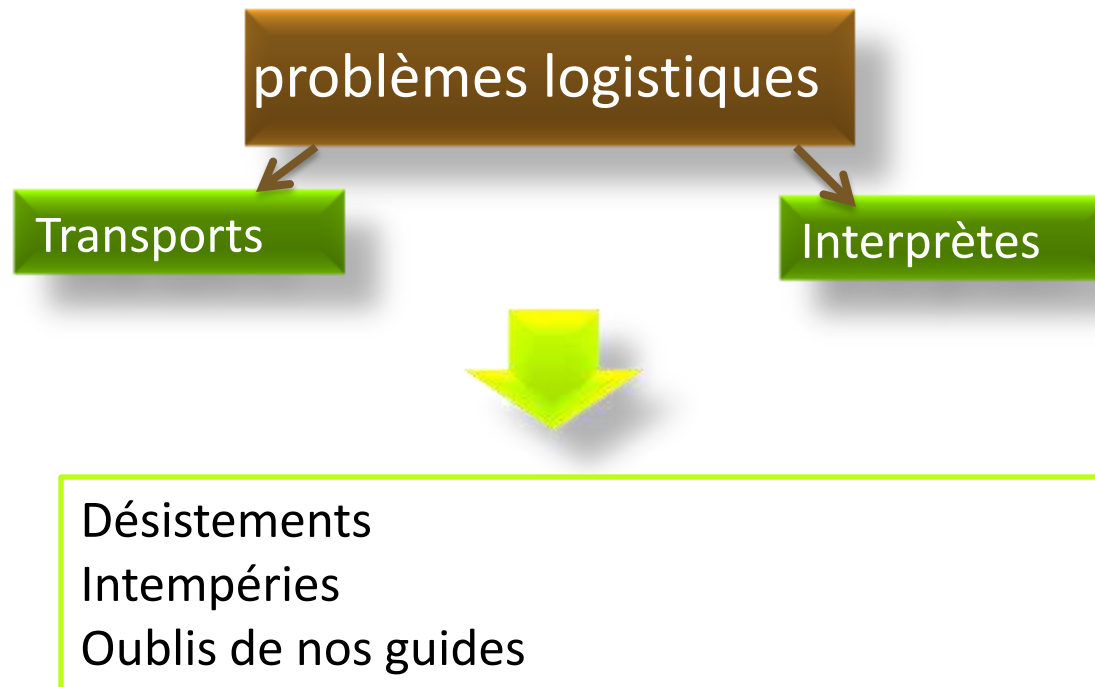 problèmes logistiques
Transports
Interprètes
Désistements
Intempéries
Oublis de nos guides